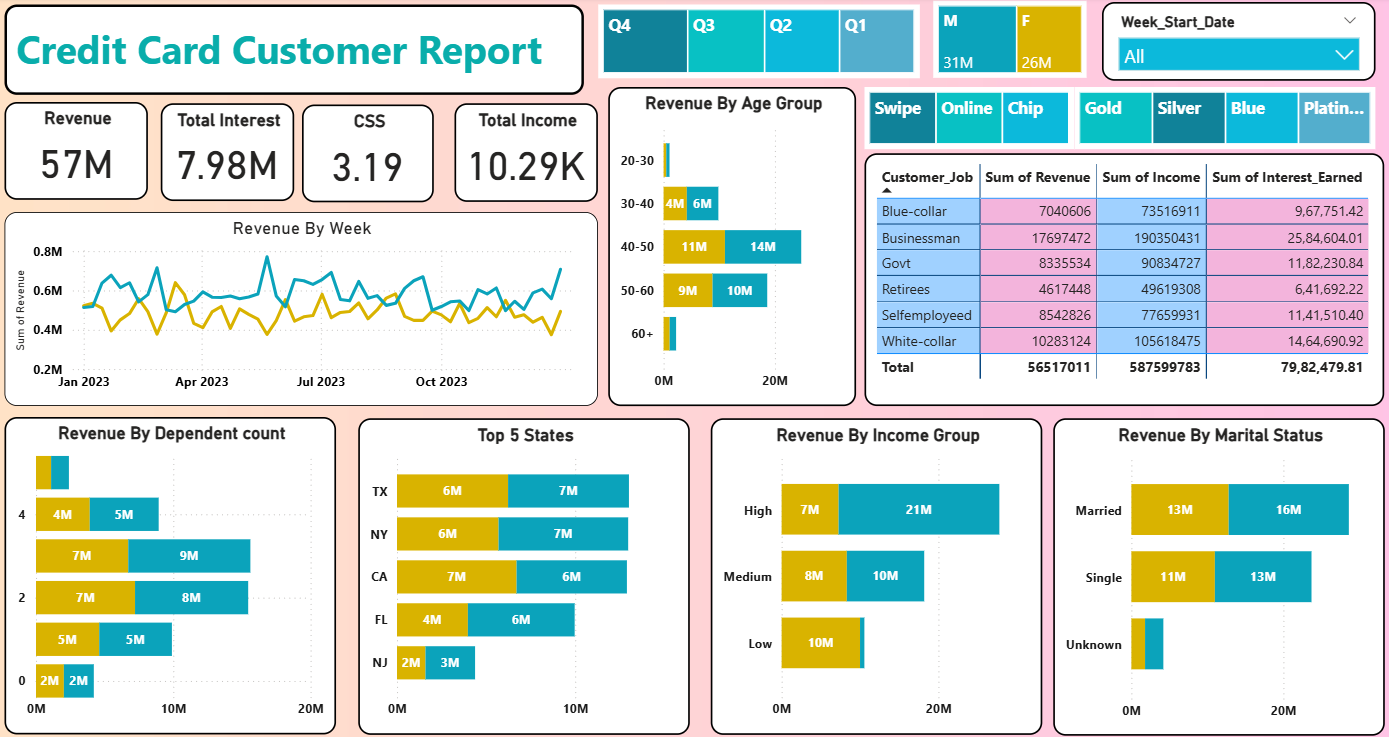 Credit Card Customer Report
Q4 Q3 Q2 Q1
M F
31M 26M
Week_Start_Date
All
Revenue
57M
Total Interest
7.98M
CSS
3.19
Total Income
10.29K
Swipe Online Chip Gold Silver Blue Platin...
Revenue By Week
Sum of Revenue
0.8M
0.6M
0.4M
0.2M
Jan 2023 Apr 2023 Jul 2023 Oct 2023
Revenue By Age Group
20-30
30-40 4M 6M
40-50 11M 14M
50-60 9M 10M
60+
0M 20M
Customer_Job Sum of Revenue Sum of Income Sum of Interest_Earned
Blue-collar 7040606 73516911 9,67,751.42
Businessman 17697472 190350431 25,84,604.01
Govt 8335534 90834727 11,82,230.84
Retirees 4617448 49619308 6,41,692.22
Selfemployeed 8542826 77659931 11,41,510.40
White-collar 10283124 105618475 14,64,690.92
Total 56517011 587599783 79,82,479.81
Revenue By Dependent count
4 4M 5M
7M 9M
2 7M 8M
5M 5M
0 2M 2M
0M 10M 20M
Top 5 States
TX 6M 7M
NY 6M 7M
CA 7M 6M
FL 4M 6M
NJ 2M 3M
0M 10M
Revenue By Income Group
High 7M 21M
Medium 8M 10M
Low 10M
0M 20M
Revenue By Marital Status
Married 13M 16M
Single 11M 13M
Unknown
0M 20M